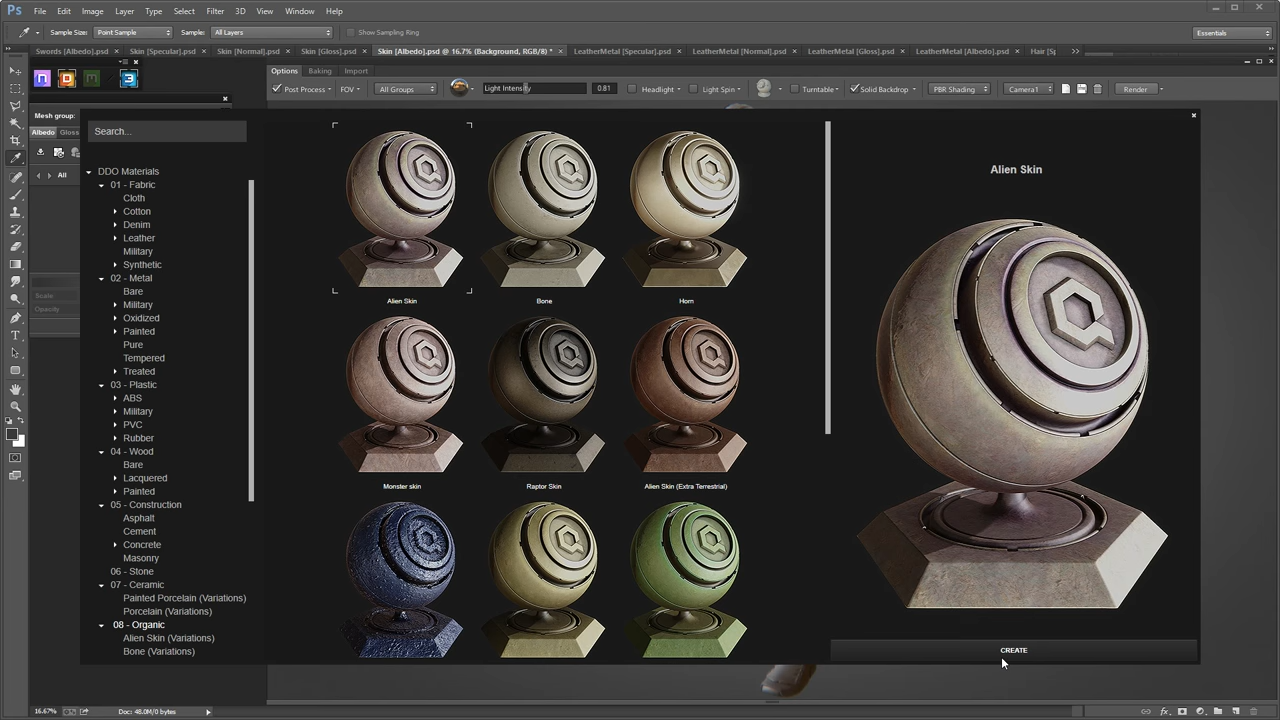 Ps File Edit Image Layer Type Select Filter 3D View Window Help
Sample Size: Point Sample Sample: All Layers Show Sampling Ring Essentials
Swords [Albedo].psd × Skin [Specular].psd × Skin [Normal].psd × Skin [Gloss].psd × Skin [Albedo].psd @ 16.7% (Background, RGB/8) * × LeatherMetal [Specular].psd × LeatherMetal [Normal].psd × LeatherMetal [Gloss].psd × LeatherMetal [Albedo].psd × Hair [Sp
Options Baking Import
Post Process FOV All Groups Light Intensity 0.81 Headlight Light Spin Turntable Solid Backdrop PBR Shading Camera1 Render
Mesh group:
Albedo Gloss
All
Scale
Opacity
Search...
DDO Materials
01 - Fabric
Cloth
Cotton
Denim
Leather
Military
Synthetic
02 - Metal
Bare
Military
Oxidized
Painted
Pure
Tempered
Treated
03 - Plastic
ABS
Military
PVC
Rubber
04 - Wood
Bare
Lacquered
Painted
05 - Construction
Asphalt
Cement
Concrete
Masonry
06 - Stone
07 - Ceramic
Painted Porcelain (Variations)
Porcelain (Variations)
08 - Organic
Alien Skin (Variations)
Bone (Variations)
Alien Skin Bone Horn
Monster skin Raptor Skin Alien Skin (Extra Terrestrial)
Alien Skin
CREATE
16.67% Doc: 48.0M/0 bytes